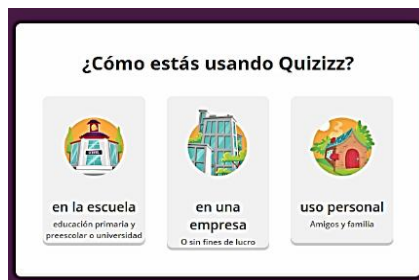 ¿Cómo estás usando Quizizz?
en la escuela
educación primaria y
preescolar o universidad
en una
empresa
O sin fines de lucro
uso personal
Amigos y familia